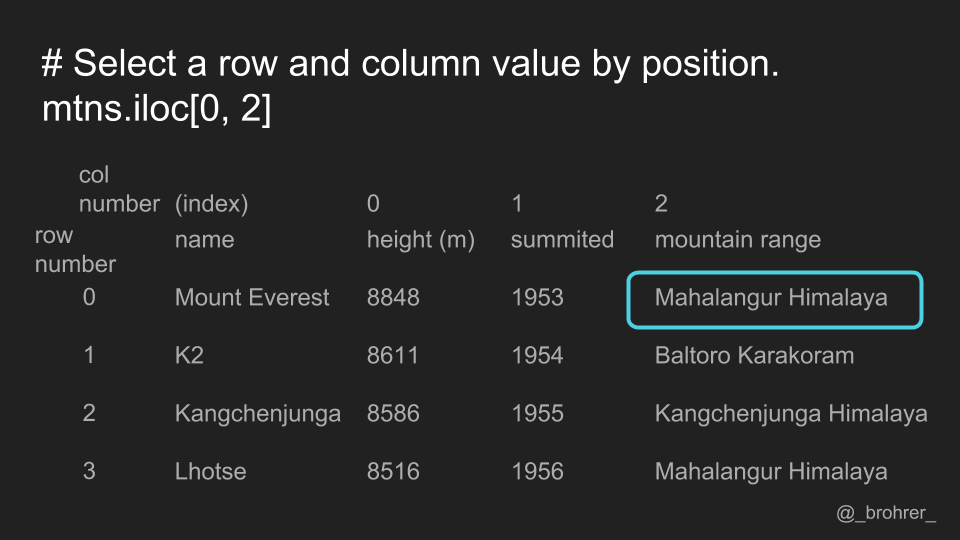 # Select a row and column value by position.
mtns.iloc[0, 2]
col
number (index) 0 1 2
row
number
name height (m) summited mountain range
0 Mount Everest 8848 1953 Mahalangur Himalaya
1 K2 8611 1954 Baltoro Karakoram
2 Kangchenjunga 8586 1955 Kangchenjunga Himalaya
3 Lhotse 8516 1956 Mahalangur Himalaya
@_brohrer_